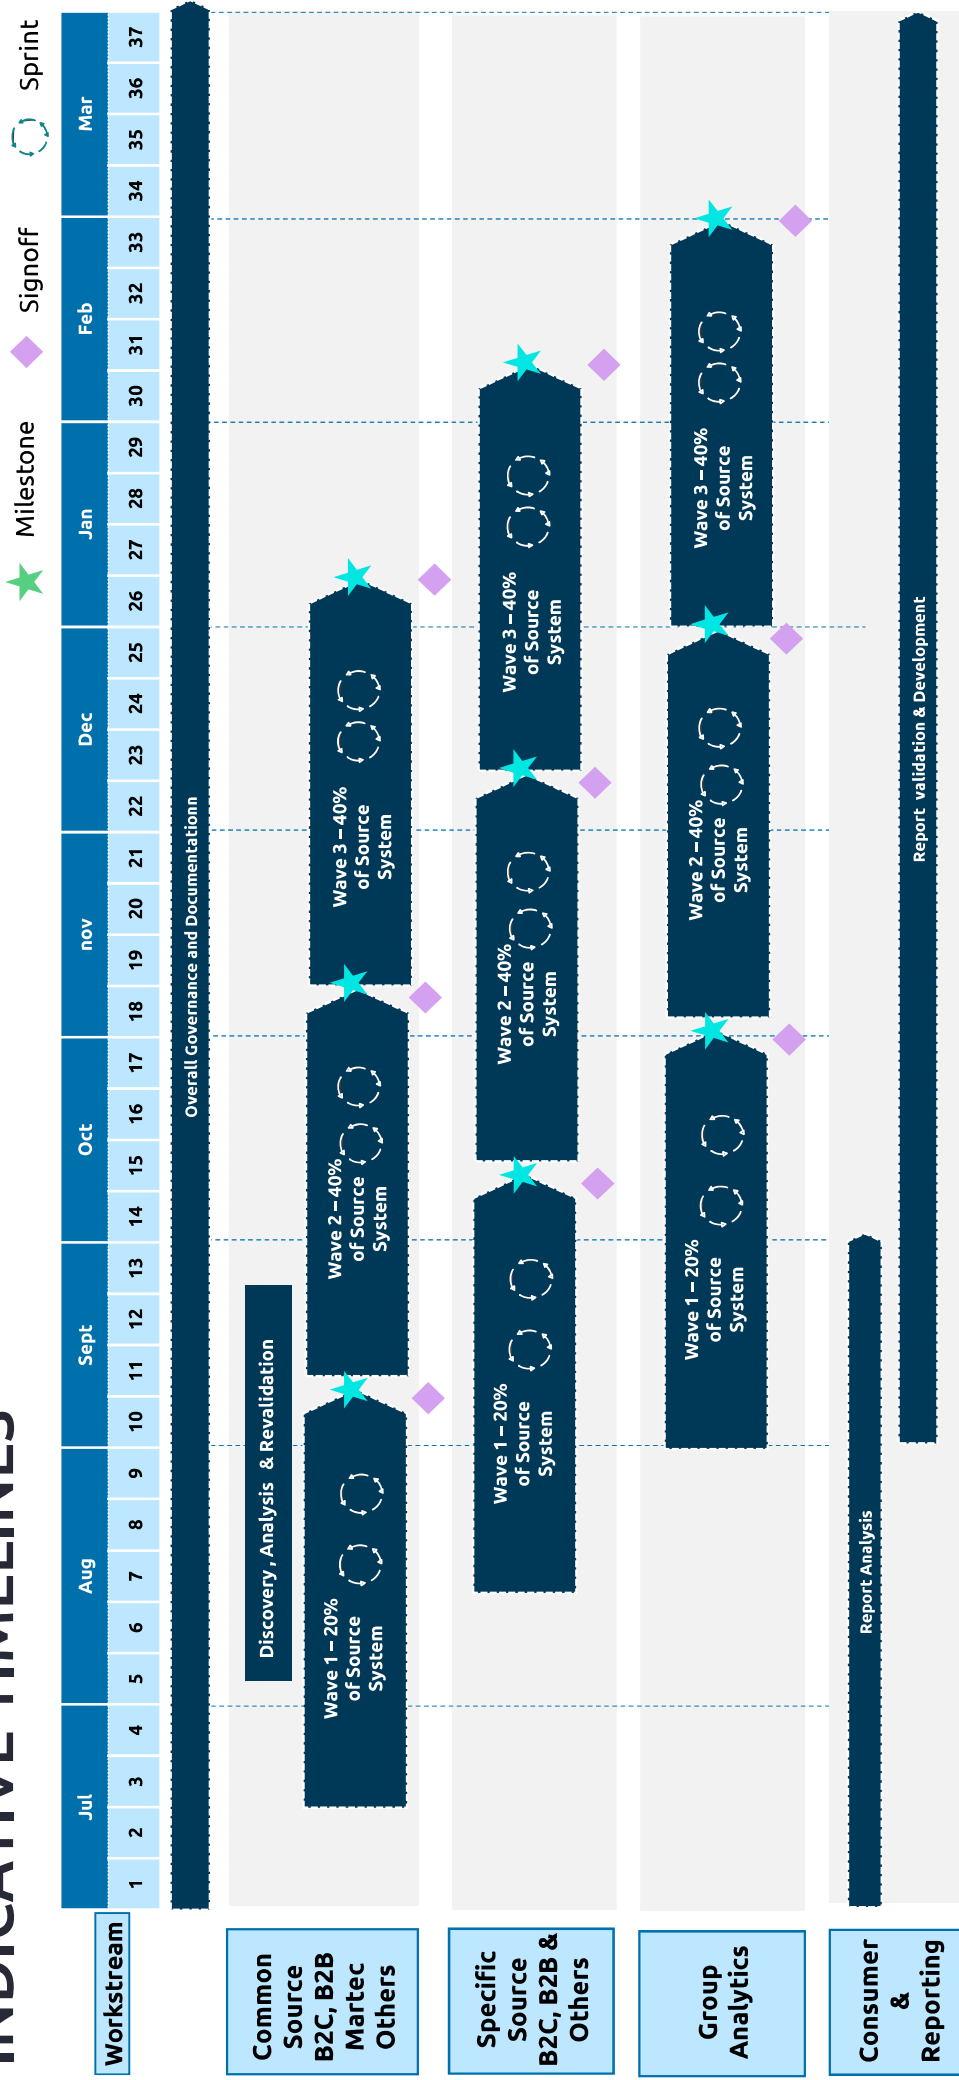 INDICATIVE TIMELINES
Milestone
Signoff
Sprint
Workstream
Jul
Aug
Sept
Oct
nov
Dec
Jan
Feb
Mar
1 2 3 4 5 6 7 8 9 10 11 12 13 14 15 16 17 18 19 20 21 22 23 24 25 26 27 28 29 30 31 32 33 34 35 36 37
Overall Governance and Documentationn
Common
Source
B2C, B2B
Martec
Others
Discovery, Analysis & Revalidation
Wave 1 – 20%
of Source
System
Wave 2 – 40%
of Source
System
Wave 3 – 40%
of Source
System
Specific
Source
B2C, B2B &
Others
Wave 1 – 20%
of Source
System
Wave 2 – 40%
of Source
System
Wave 3 – 40%
of Source
System
Group
Analytics
Wave 1 – 20%
of Source
System
Wave 2 – 40%
of Source
System
Wave 3 – 40%
of Source
System
Consumer
&
Reporting
Report Analysis
Report validation & Development